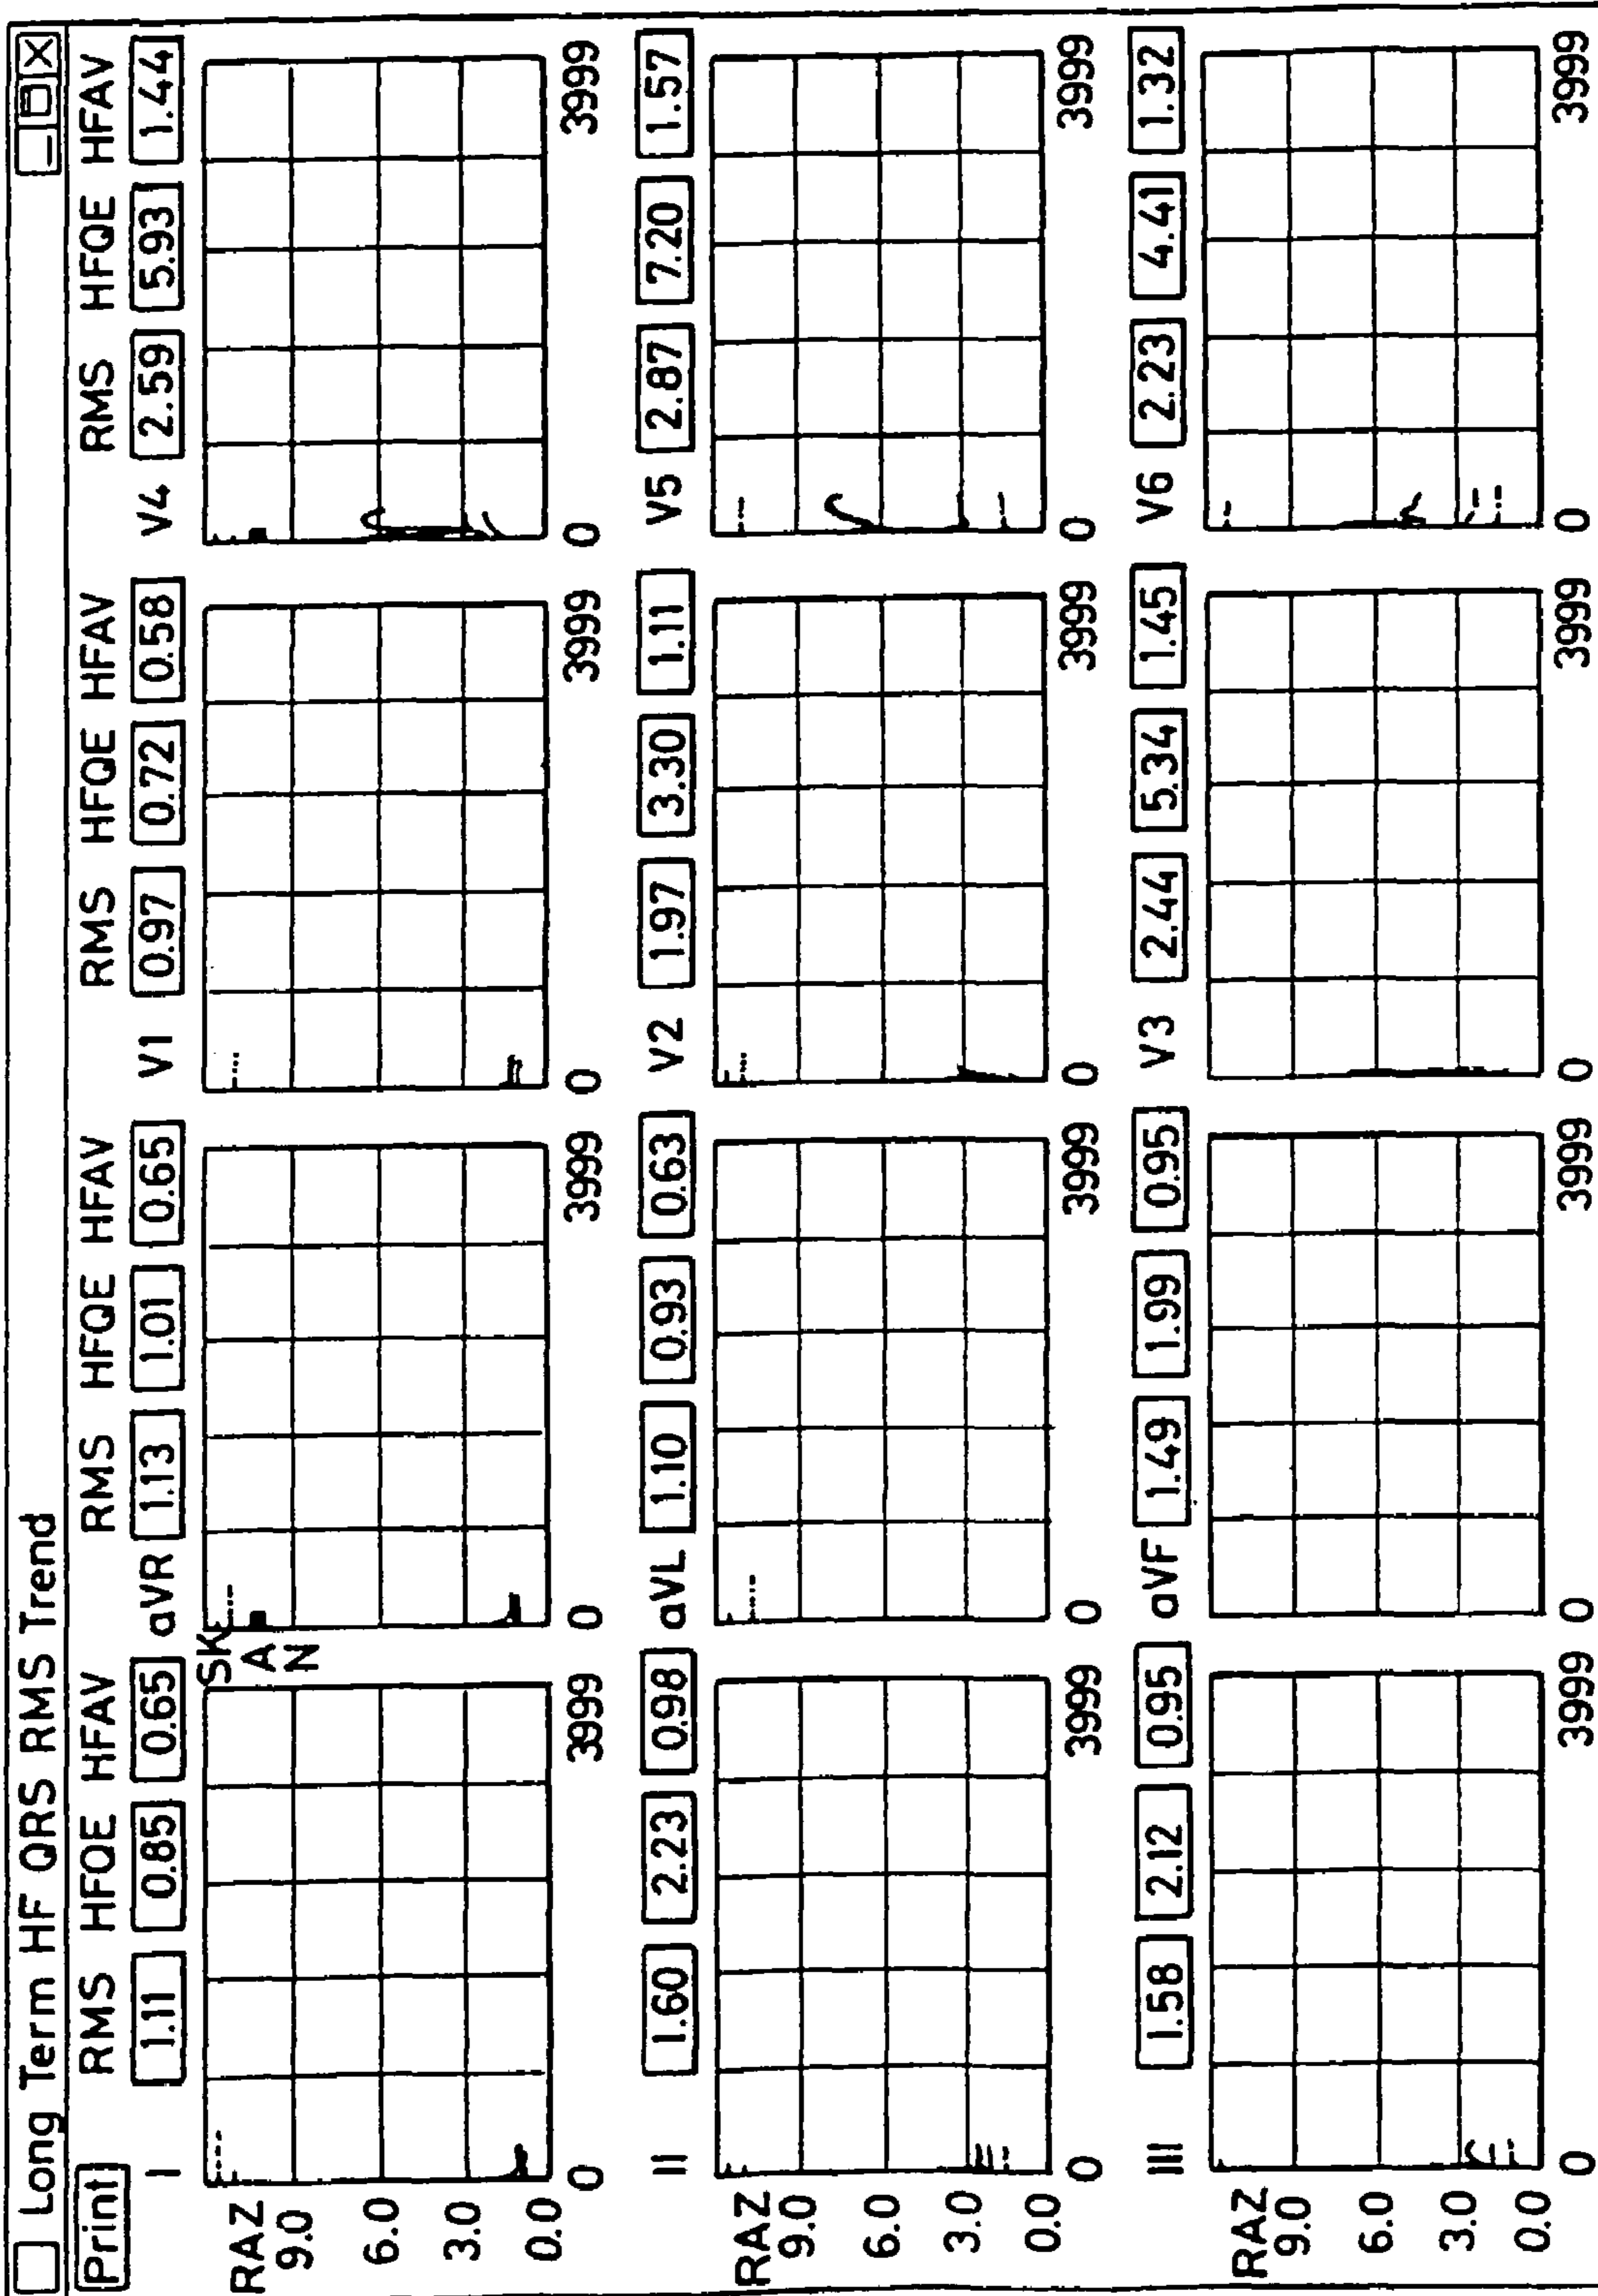 Long Term HF QRS RMS Trend
Print RMS HFQE HFAV RMS HFQE HFAV RMS HFQE HFAV RMS HFQE HFAV
I 1.11 0.85 0.65 aVR 1.13 1.01 0.65 V1 0.97 0.72 0.58 V4 2.59 5.93 1.44
RAZ SK
A
9.0 N
6.0
3.0
0.0
0 3999 0 3999 0 3999 0 3999
II 1.60 2.23 0.98 aVL 1.10 0.93 0.63 V2 1.97 3.30 1.11 V5 2.87 7.20 1.57
RAZ
9.0
6.0
3.0
0.0
0 3999 0 3999 0 3999 0 3999
III 1.58 2.12 0.95 aVF 1.49 1.99 0.95 V3 2.44 5.34 1.45 V6 2.23 4.41 1.32
RAZ
9.0
6.0
3.0
0.0
0 3999 0 3999 0 3999 0 3999